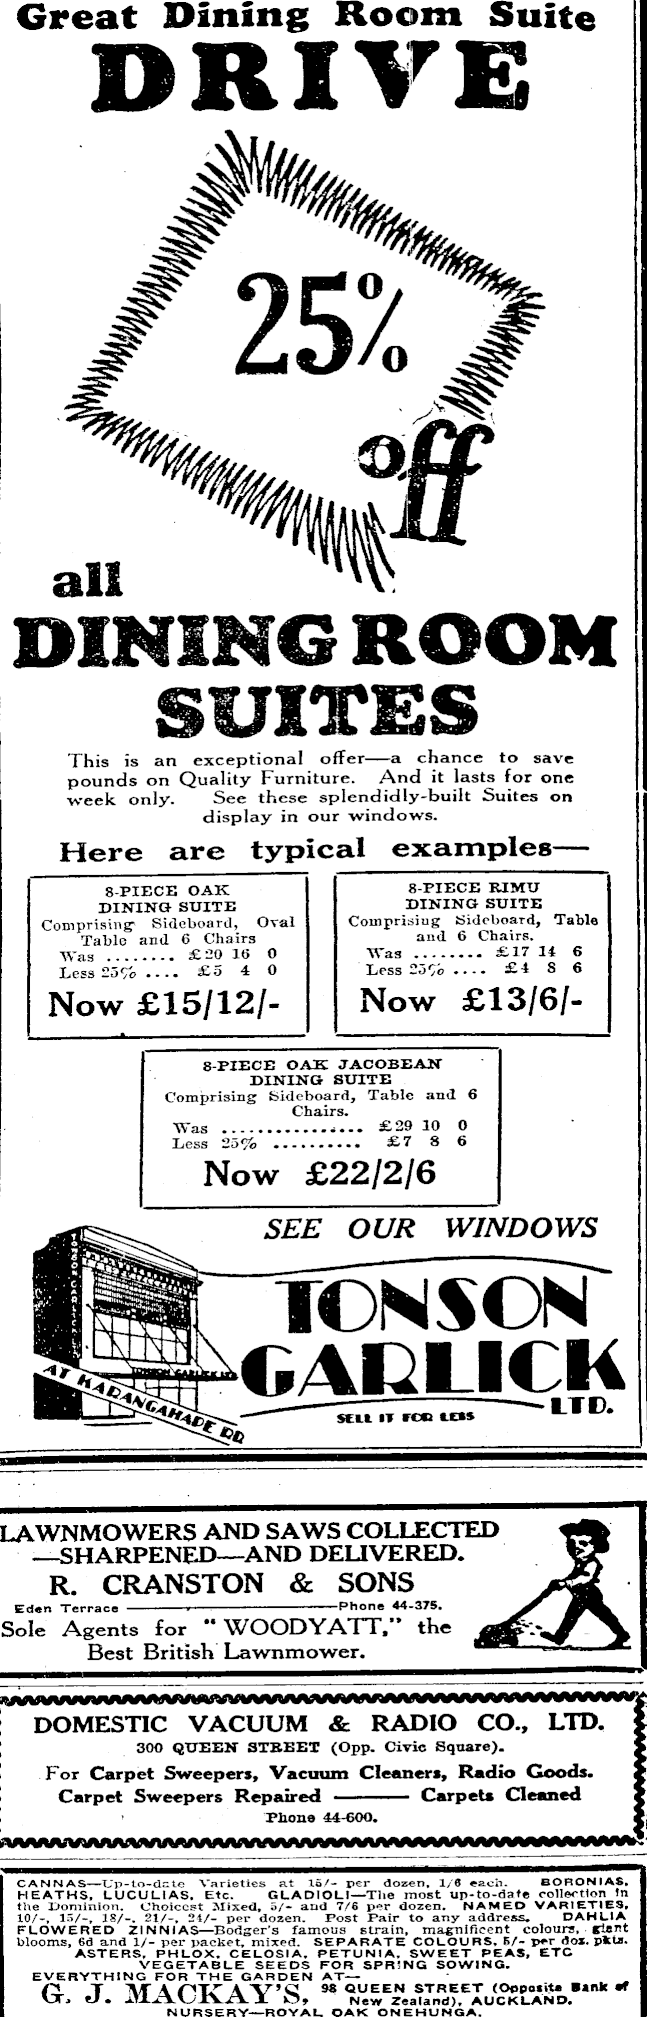 Great Dining Room Suite
DRIVE
25%
off
all
DINING ROOM
SUITES
This is an exceptional offer—a chance to save
pounds on Quality Furniture. And it lasts for one
week only. See these splendidly-built Suites on
display in our windows.
Here are typical examples—
8-PIECE OAK
DINING SUITE
Comprising Sideboard, Oval
Table and 6 Chairs
Was ........ £20 16 0
Less 25% .... £5 4 0
Now £15/12/-
8-PIECE RIMU
DINING SUITE
Comprising Sideboard, Table
and 6 Chairs.
Was ........ £17 14 6
Less 25% .... £4 8 6
Now £13/6/-
8-PIECE OAK JACOBEAN
DINING SUITE
Comprising Sideboard, Table and 6
Chairs.
Was ................ £29 10 0
Less 25% .......... £7 8 6
Now £22/2/6
SEE OUR WINDOWS
TONSON GARLICK
TONSON GARLICK LTD
AT KARANGAHAPE RD
TONSON
GARLICK
LTD.
SELL IT FOR LESS
LAWNMOWERS AND SAWS COLLECTED
—SHARPENED—AND DELIVERED.
R. CRANSTON & SONS
Eden Terrace ——— Phone 44-375.
Sole Agents for "WOODYATT," the
Best British Lawnmower.
DOMESTIC VACUUM & RADIO CO., LTD.
300 QUEEN STREET (Opp. Civic Square).
For Carpet Sweepers, Vacuum Cleaners, Radio Goods.
Carpet Sweepers Repaired ——— Carpets Cleaned
Phone 44-600.
CANNAS—Up-to-date Varieties at 15/- per dozen, 1/6 each. BORONIAS,
HEATHS, LUCULIAS, Etc. GLADIOLI—The most up-to-date collection in
the Dominion. Choicest Mixed, 5/- and 7/6 per dozen. NAMED VARIETIES,
10/-, 15/-, 18/-, 21/-, 24/- per dozen. Post Pair to any address. DAHLIA
FLOWERED ZINNIAS—Bodger's famous strain, magnificent colours, giant
blooms, 6d and 1/- per packet, mixed. SEPARATE COLOURS, 5/- per doz. pkts.
ASTERS, PHLOX, CELOSIA, PETUNIA, SWEET PEAS, ETC
VEGETABLE SEEDS FOR SPRING SOWING.
EVERYTHING FOR THE GARDEN AT—
G. J. MACKAY'S, 98 QUEEN STREET (Opposite Bank of
New Zealand), AUCKLAND.
NURSERY—ROYAL OAK ONEHUNGA.